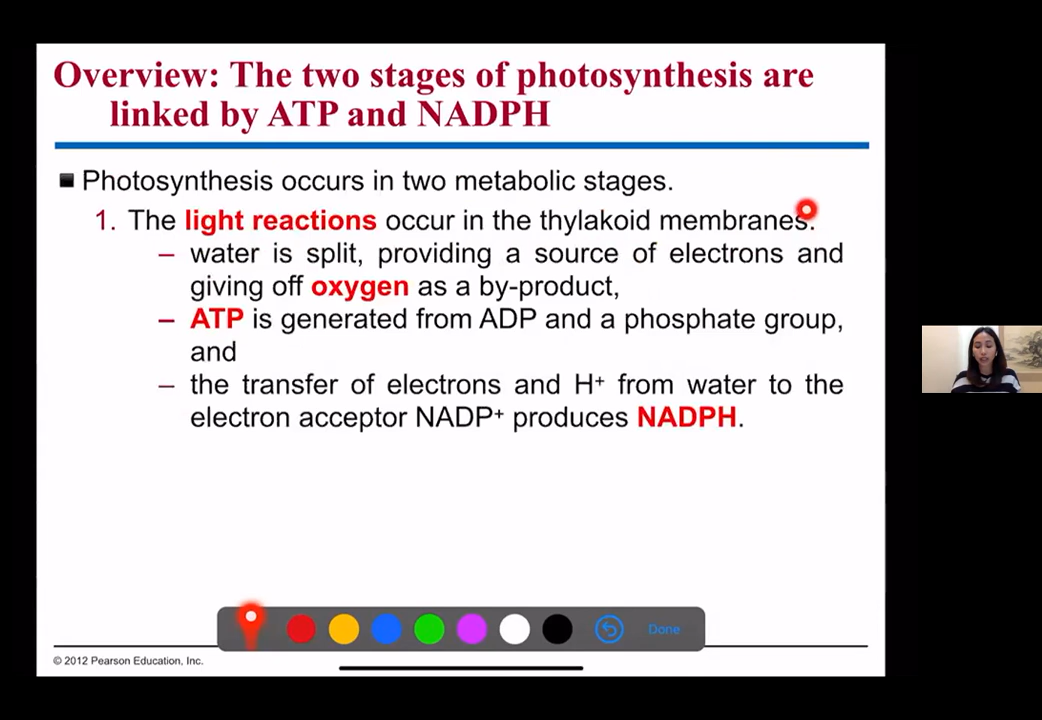 Overview: The two stages of photosynthesis are
linked by ATP and NADPH
Photosynthesis occurs in two metabolic stages.
1. The light reactions occur in the thylakoid membranes.
– water is split, providing a source of electrons and
giving off oxygen as a by-product,
– ATP is generated from ADP and a phosphate group,
and
– the transfer of electrons and H⁺ from water to the
electron acceptor NADP⁺ produces NADPH.
Done
© 2012 Pearson Education, Inc.